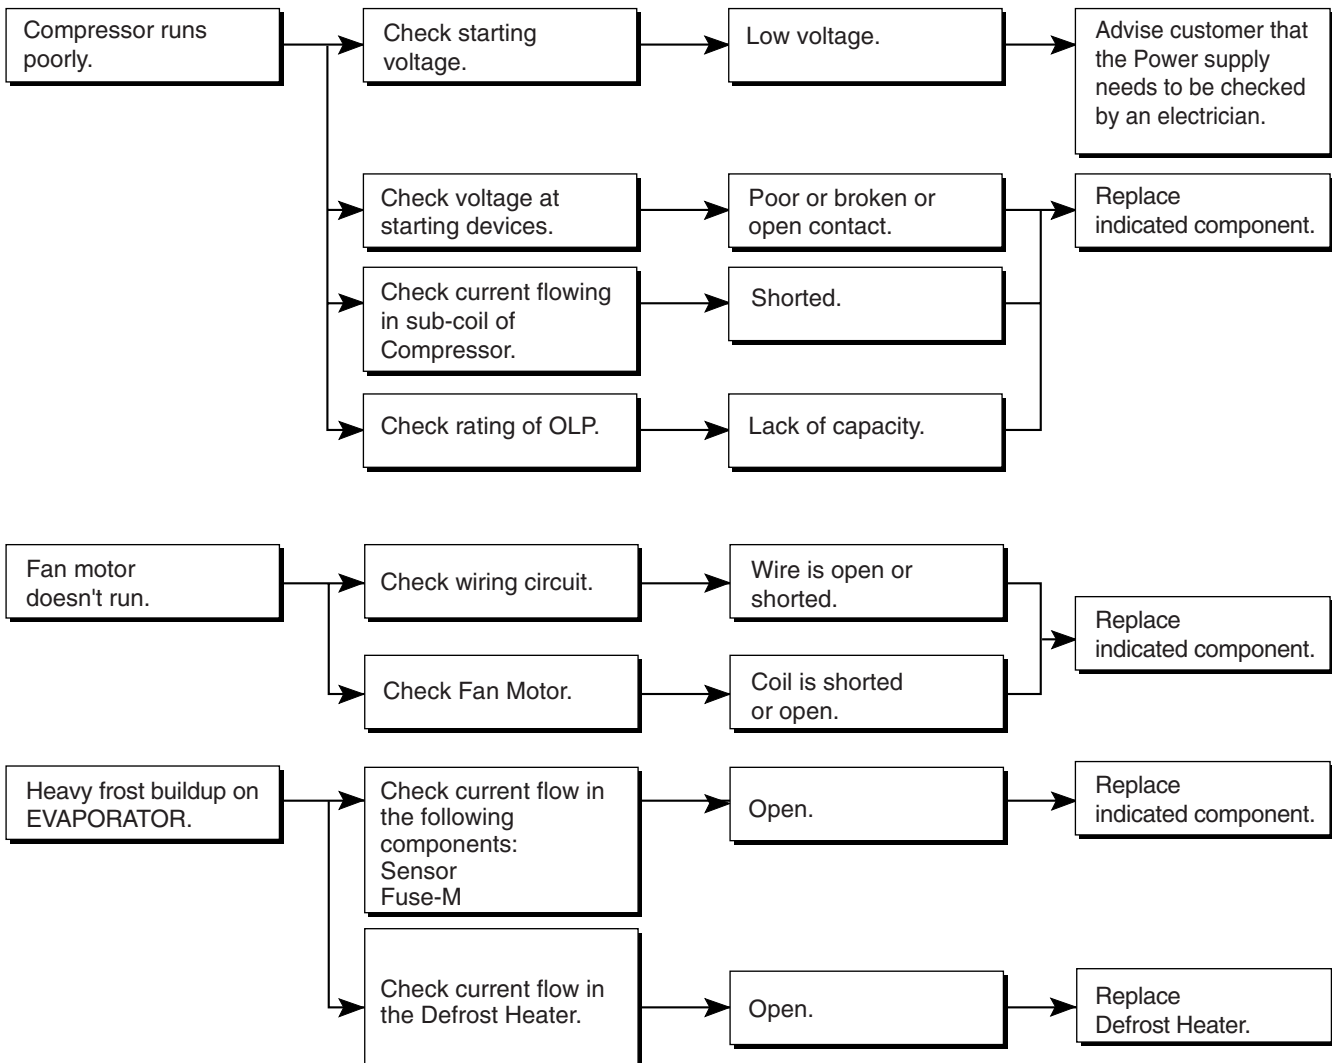 Compressor runs
poorly.
Check starting
voltage.
Low voltage.
Advise customer that
the Power supply
needs to be checked
by an electrician.
Check voltage at
starting devices.
Poor or broken or
open contact.
Replace
indicated component.
Check current flowing
in sub-coil of
Compressor.
Shorted.
Check rating of OLP.
Lack of capacity.
Fan motor
doesn't run.
Check wiring circuit.
Wire is open or
shorted.
Replace
indicated component.
Check Fan Motor.
Coil is shorted
or open.
Heavy frost buildup on
EVAPORATOR.
Check current flow in
the following
components:
Sensor
Fuse-M
Open.
Replace
indicated component.
Check current flow in
the Defrost Heater.
Open.
Replace
Defrost Heater.